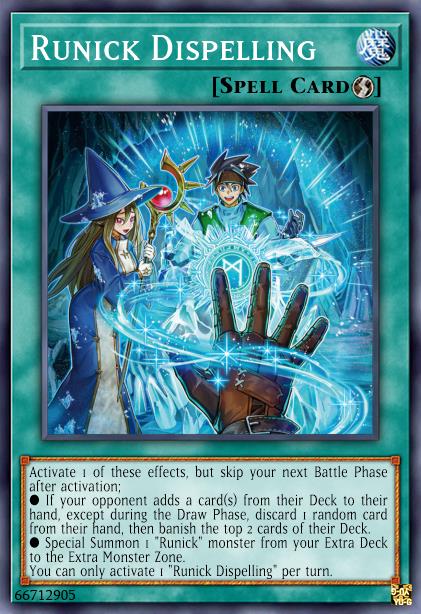 Runick Dispelling
魔
[Spell Card]
Activate 1 of these effects, but skip your next Battle Phase
after activation;
● If your opponent adds a card(s) from their Deck to their
hand, except during the Draw Phase, discard 1 random card
from their hand, then banish the top 2 cards of their Deck.
● Special Summon 1 "Runick" monster from your Extra Deck
to the Extra Monster Zone.
You can only activate 1 "Runick Dispelling" per turn.
66712905